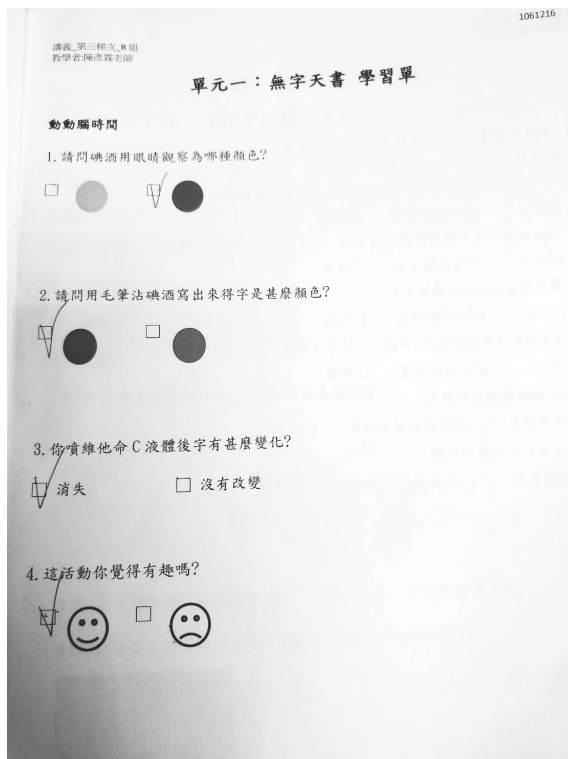 1061216
講義_第三梯次_B 組
教學者:陳彥霖老師
單元一：無字天書 學習單
動動腦時間
1.請問碘酒用眼睛觀察為哪種顏色?
2.請問用毛筆沾碘酒寫出來得字是甚麼顏色?
3.你噴維他命 C 液體後字有甚麼變化?
消失 沒有改變
4.這活動你覺得有趣嗎?